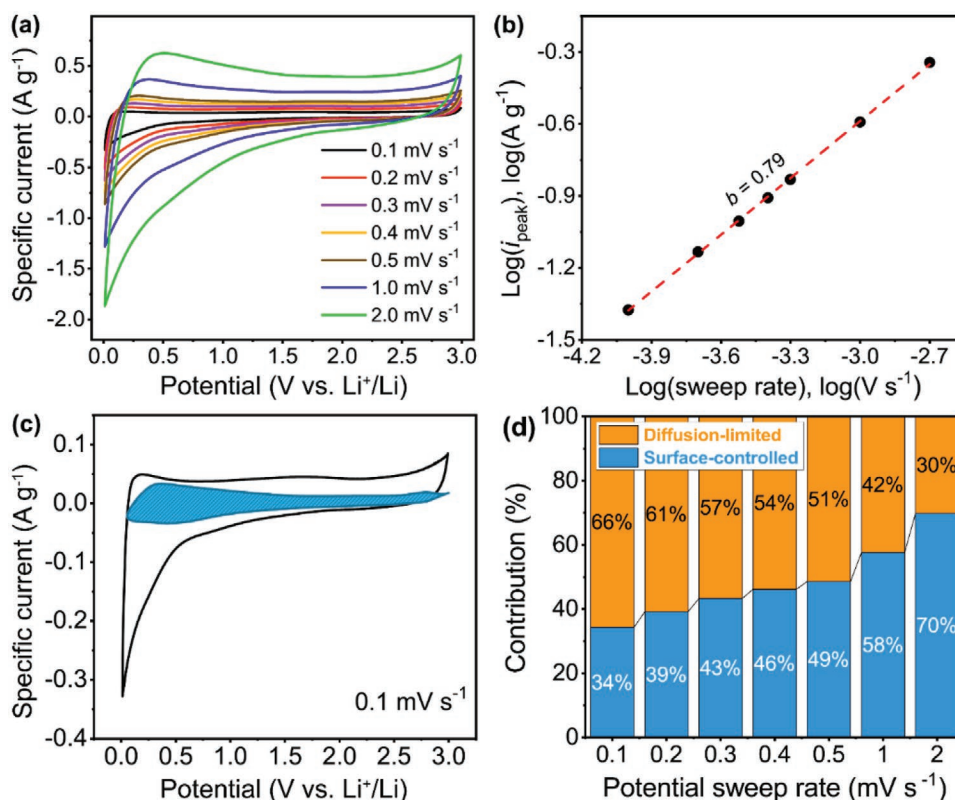 (a)
Specific current (A g⁻¹)
0.5
0.0
-0.5
-1.0
-1.5
-2.0
0.1 mV s⁻¹
0.2 mV s⁻¹
0.3 mV s⁻¹
0.4 mV s⁻¹
0.5 mV s⁻¹
1.0 mV s⁻¹
2.0 mV s⁻¹
0.0 0.5 1.0 1.5 2.0 2.5 3.0
Potential (V vs. Li⁺/Li)
(b)
Log(i_peak), log(A g⁻¹)
-0.3
-0.6
-0.9
-1.2
-1.5
b = 0.79
-4.2 -3.9 -3.6 -3.3 -3.0 -2.7
Log(sweep rate), log(V s⁻¹)
(c)
Specific current (A g⁻¹)
0.1
0.0
-0.1
-0.2
-0.3
-0.4
0.1 mV s⁻¹
0.0 0.5 1.0 1.5 2.0 2.5 3.0
Potential (V vs. Li⁺/Li)
(d)
Contribution (%)
100
80
60
40
20
0
Diffusion-limited
Surface-controlled
66% 61% 57% 54% 51% 42% 30%
34% 39% 43% 46% 49% 58% 70%
0.1 0.2 0.3 0.4 0.5 1 2
Potential sweep rate (mV s⁻¹)